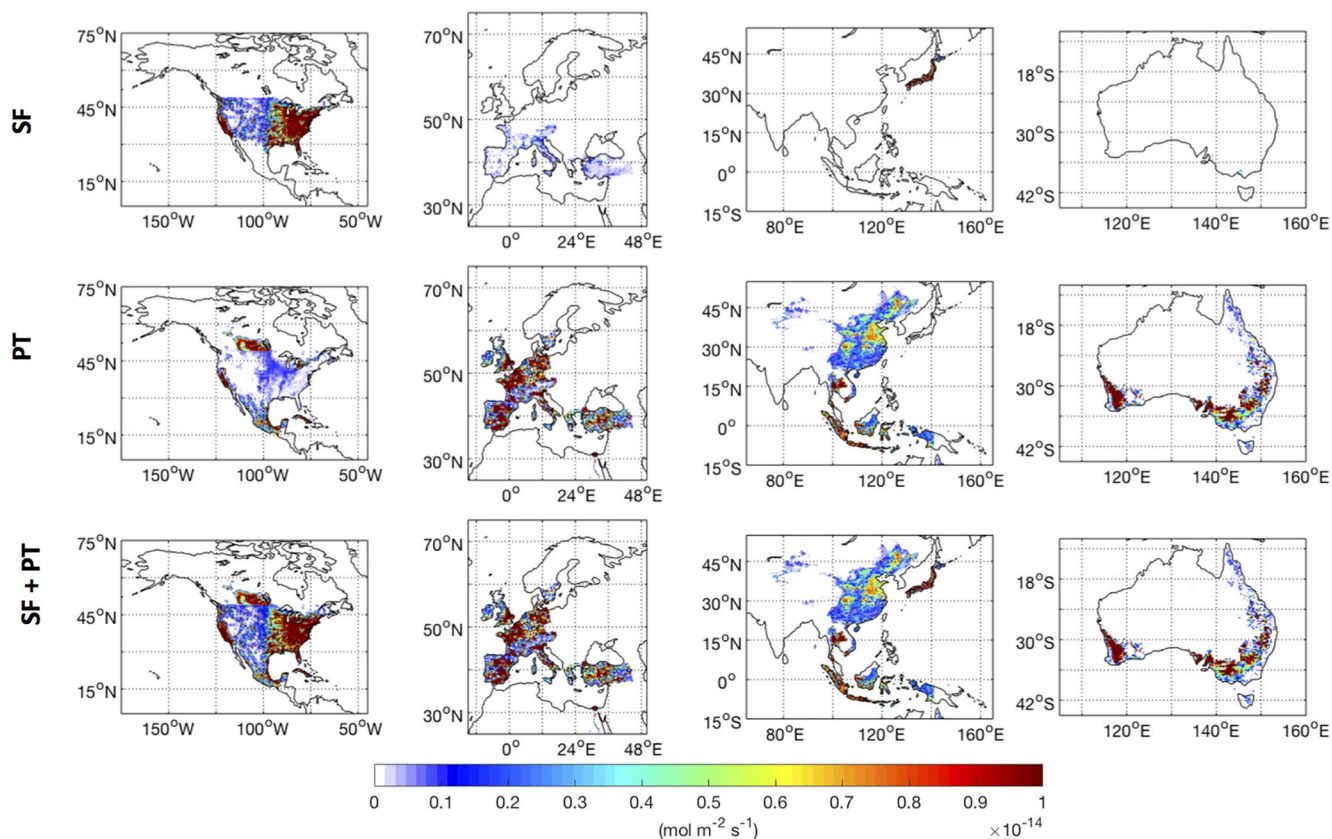 SF
75°N
45°N
15°N
150°W 100°W 50°W
70°N
50°N
30°N
0° 24°E 48°E
45°N
30°N
15°N
0°
15°S
80°E 120°E 160°E
18°S
30°S
42°S
120°E 140°E 160°E
PT
75°N
45°N
15°N
150°W 100°W 50°W
70°N
50°N
30°N
0° 24°E 48°E
45°N
30°N
15°N
0°
15°S
80°E 120°E 160°E
18°S
30°S
42°S
120°E 140°E 160°E
SF + PT
75°N
45°N
15°N
150°W 100°W 50°W
70°N
50°N
30°N
0° 24°E 48°E
45°N
30°N
15°N
0°
15°S
80°E 120°E 160°E
18°S
30°S
42°S
120°E 140°E 160°E
0 0.1 0.2 0.3 0.4 0.5 0.6 0.7 0.8 0.9 1
(mol m⁻² s⁻¹) ×10⁻¹⁴